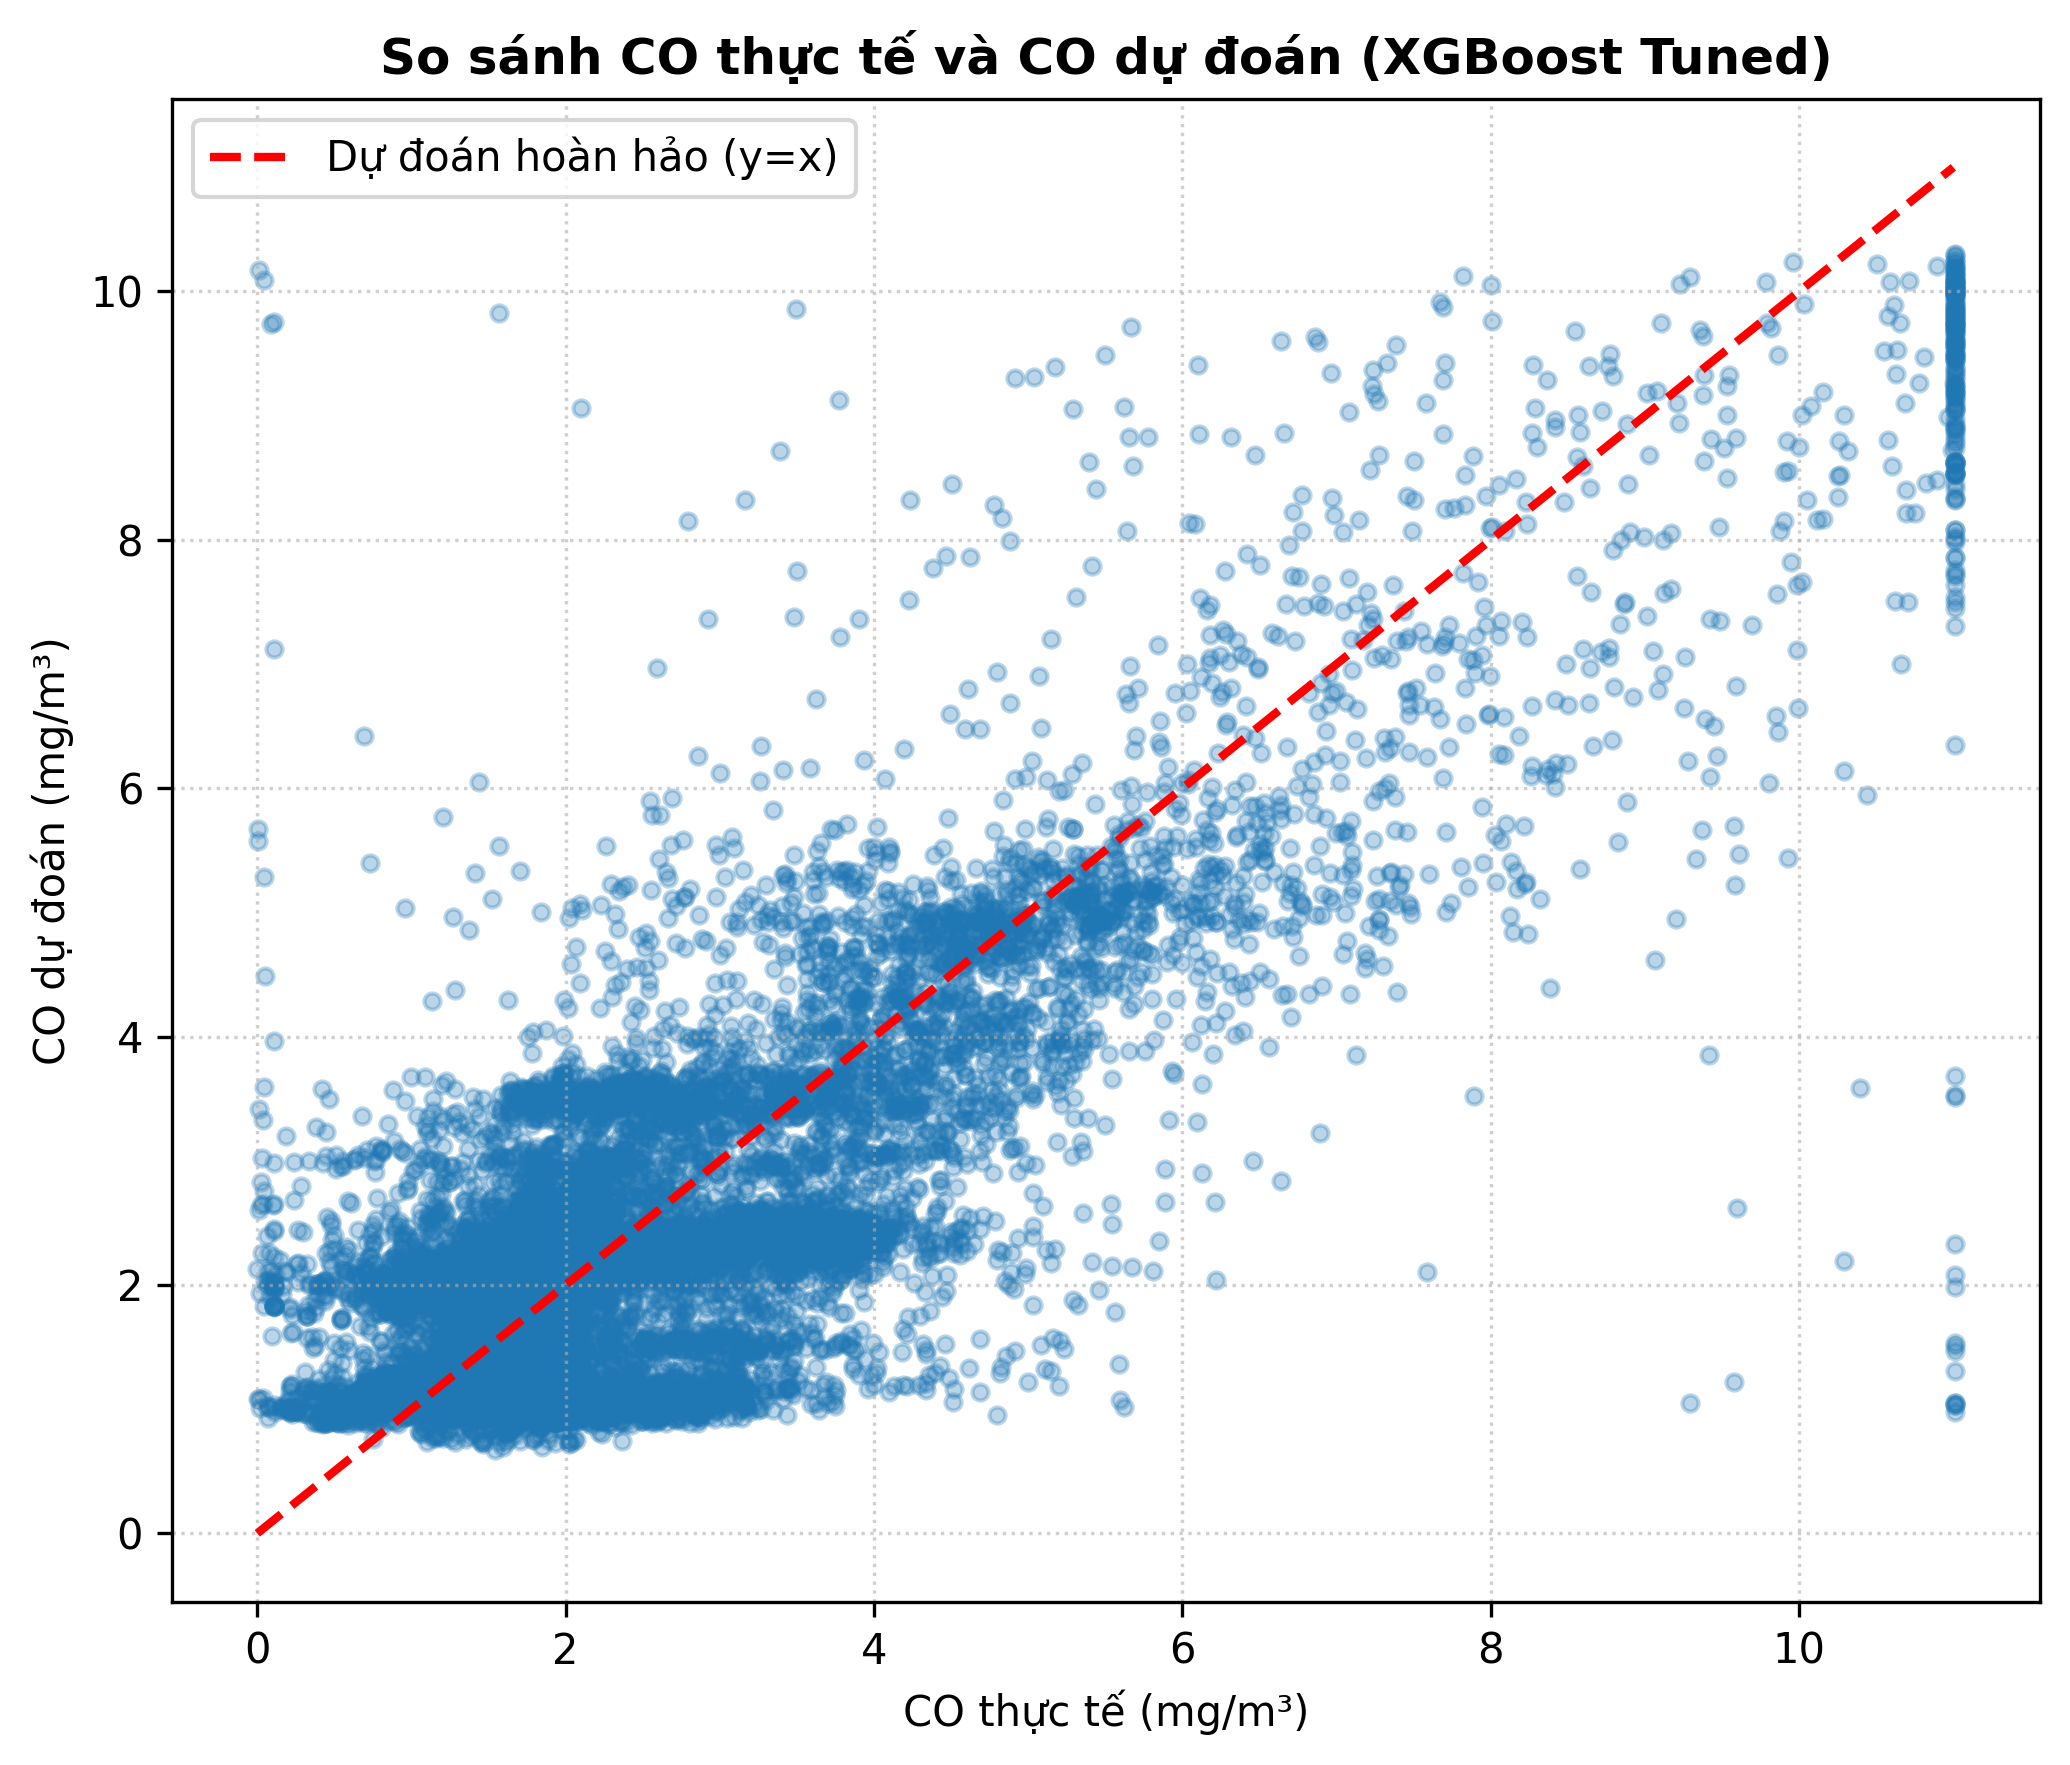 So sánh CO thực tế và CO dự đoán (XGBoost Tuned)
Dự đoán hoàn hảo (y=x)
CO dự đoán (mg/m³)
10
8
6
4
2
0
0 2 4 6 8 10
CO thực tế (mg/m³)